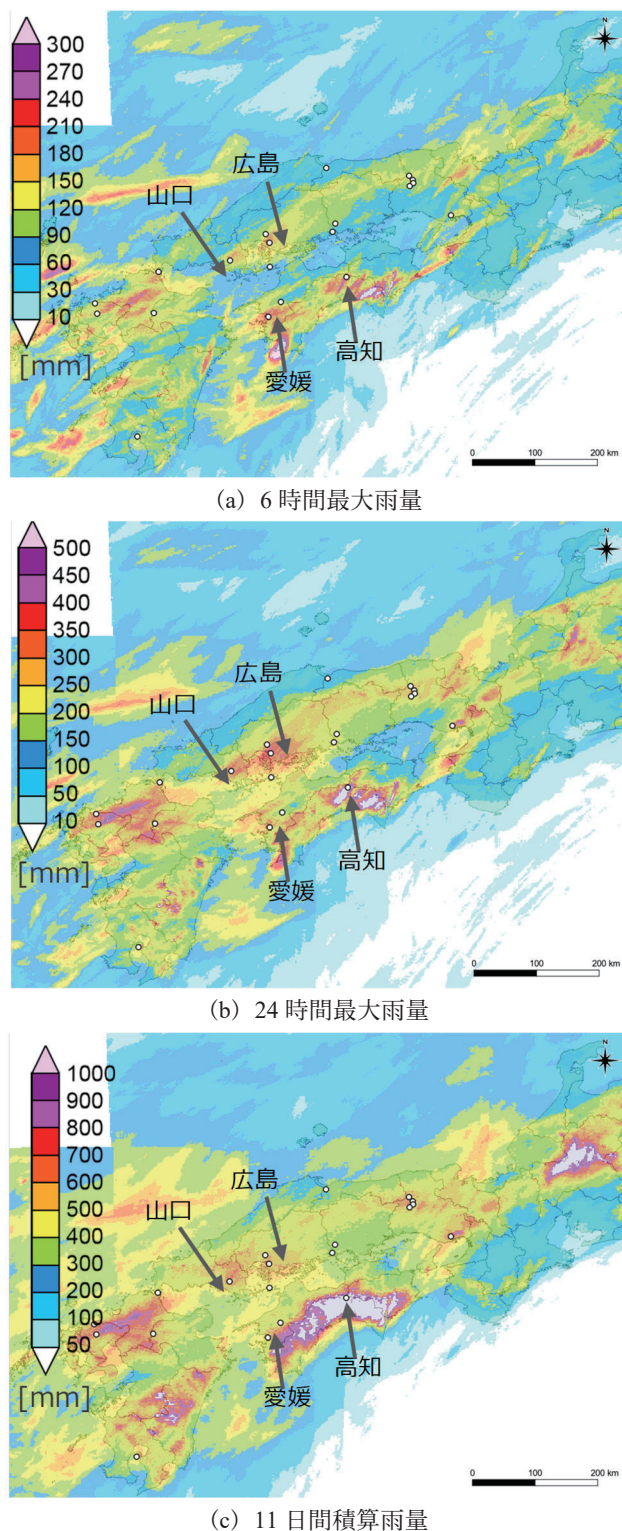 300
270
240
210
180
150
120
90
60
30
10
[mm]
N
広島
山口
高知
愛媛
0 100 200 km
(a) 6 時間最大雨量
500
450
400
350
300
250
200
150
100
50
10
[mm]
N
広島
山口
高知
愛媛
0 100 200 km
(b) 24 時間最大雨量
1000
900
800
700
600
500
400
300
200
100
50
[mm]
N
広島
山口
高知
愛媛
0 100 200 km
(c) 11 日間積算雨量